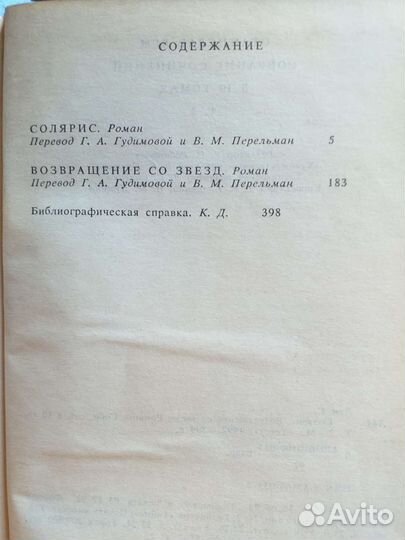 СОДЕРЖАНИЕ
СОЛЯРИС. Роман
Перевод Г. А. Гудимовой и В. М. Перельман 5
ВОЗВРАЩЕНИЕ СО ЗВЕЗД. Роман
Перевод Г. А. Гудимовой и В. М. Перельман 183
Библиографическая справка. К. Д. 398
Avito